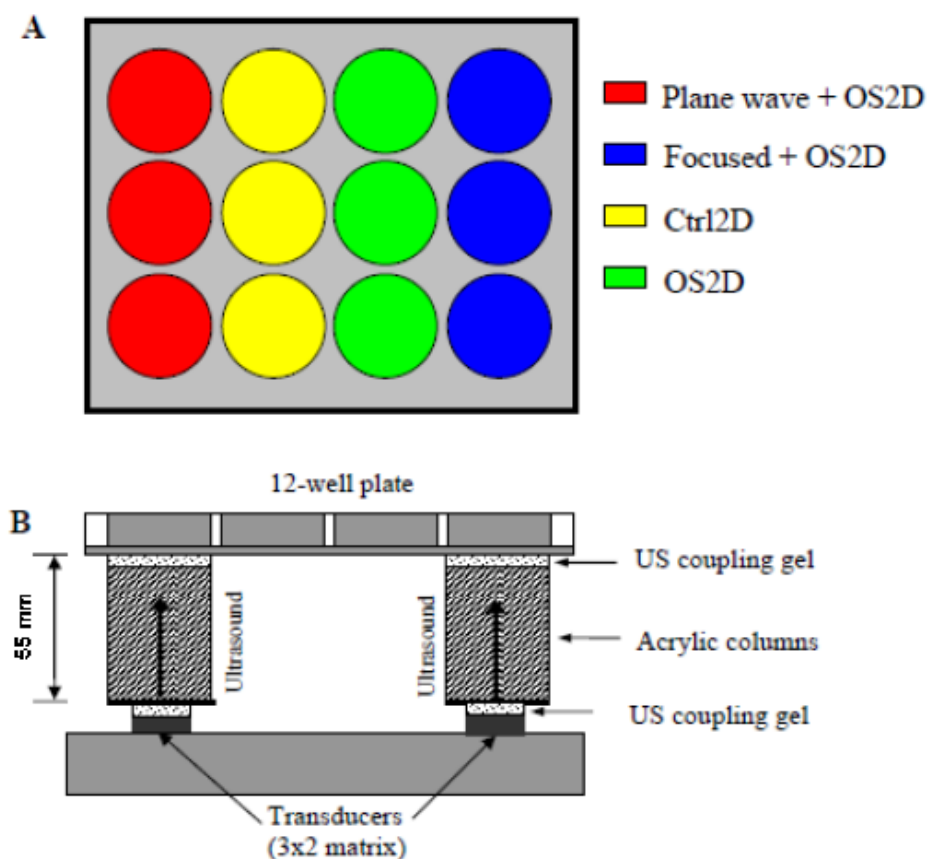 A
Plane wave + OS2D
Focused + OS2D
Ctrl2D
OS2D
12-well plate
B
US coupling gel
55 mm
Ultrasound
Ultrasound
Acrylic columns
US coupling gel
Transducers
(3x2 matrix)